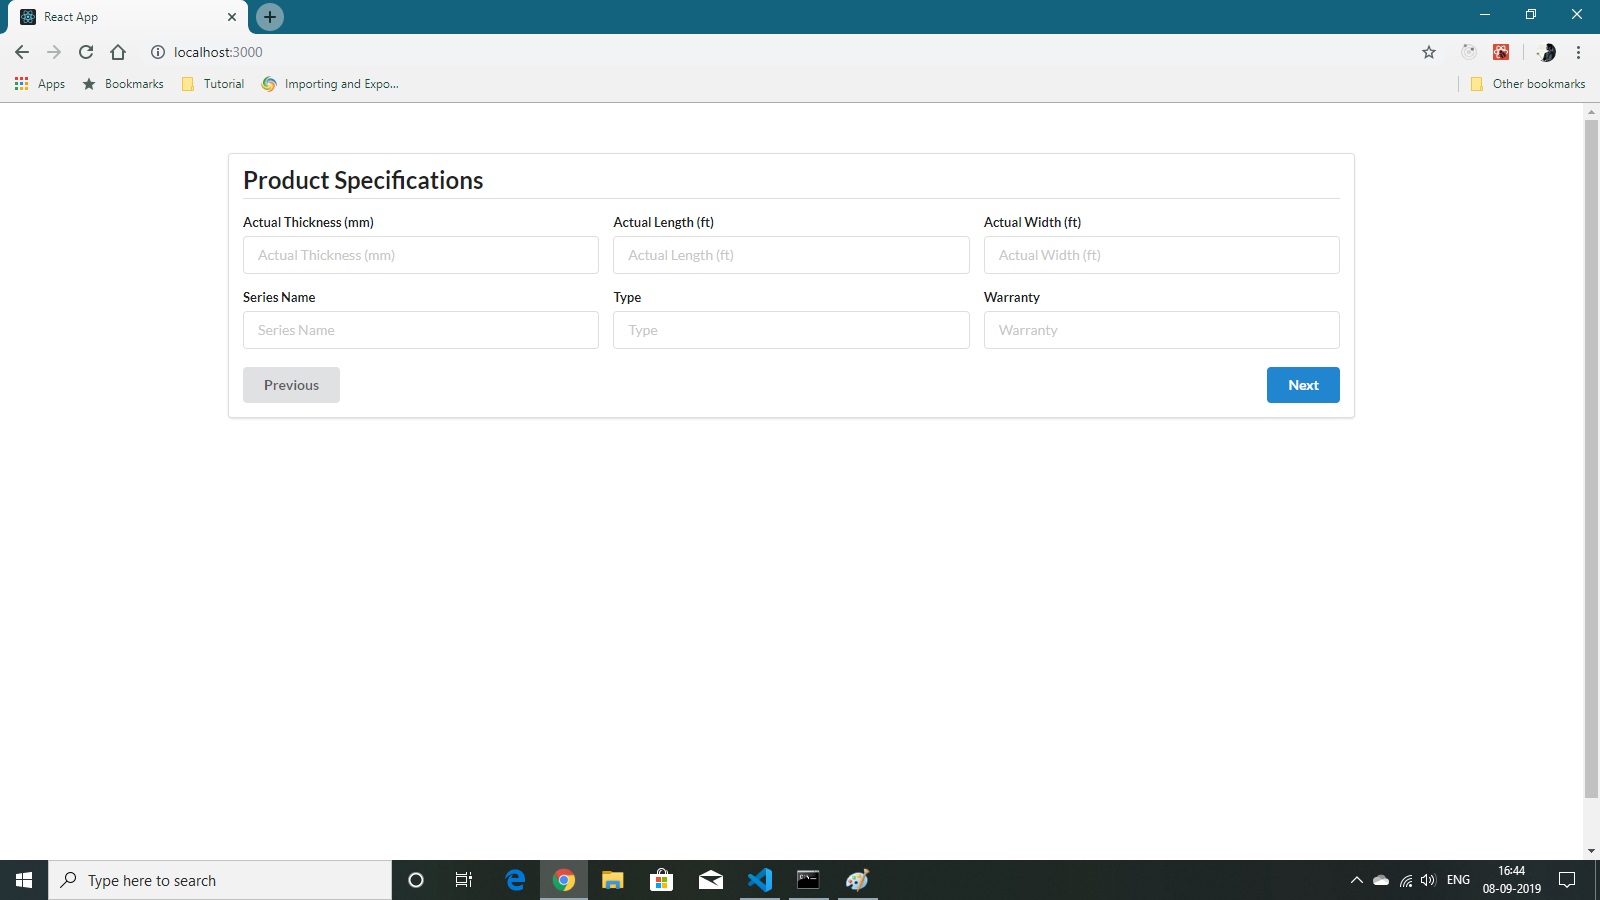 React App
localhost:3000
Apps Bookmarks Tutorial Importing and Expo... Other bookmarks
Product Specifications
Actual Thickness (mm) Actual Length (ft) Actual Width (ft)
Actual Thickness (mm) Actual Length (ft) Actual Width (ft)
Series Name Type Warranty
Series Name Type Warranty
Previous Next
Type here to search
ENG
16:44
08-09-2019